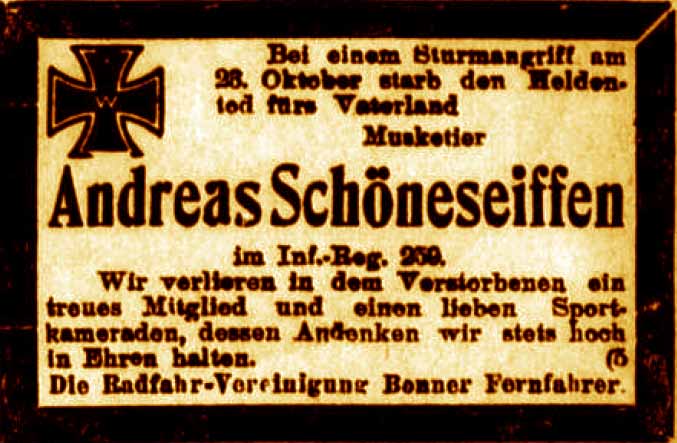 W
Bei einem Sturmangriff am
26. Oktober starb den Helden-
tod fürs Vaterland
Musketier
Andreas Schöneseiffen
im Inf.-Reg. 259.
Wir verlieren in dem Verstorbenen ein
treues Mitglied und einen lieben Sport-
kameraden, dessen Andenken wir stets hoch
in Ehren halten. (5
Die Radfahr-Vereinigung Bonner Fernfahrer.